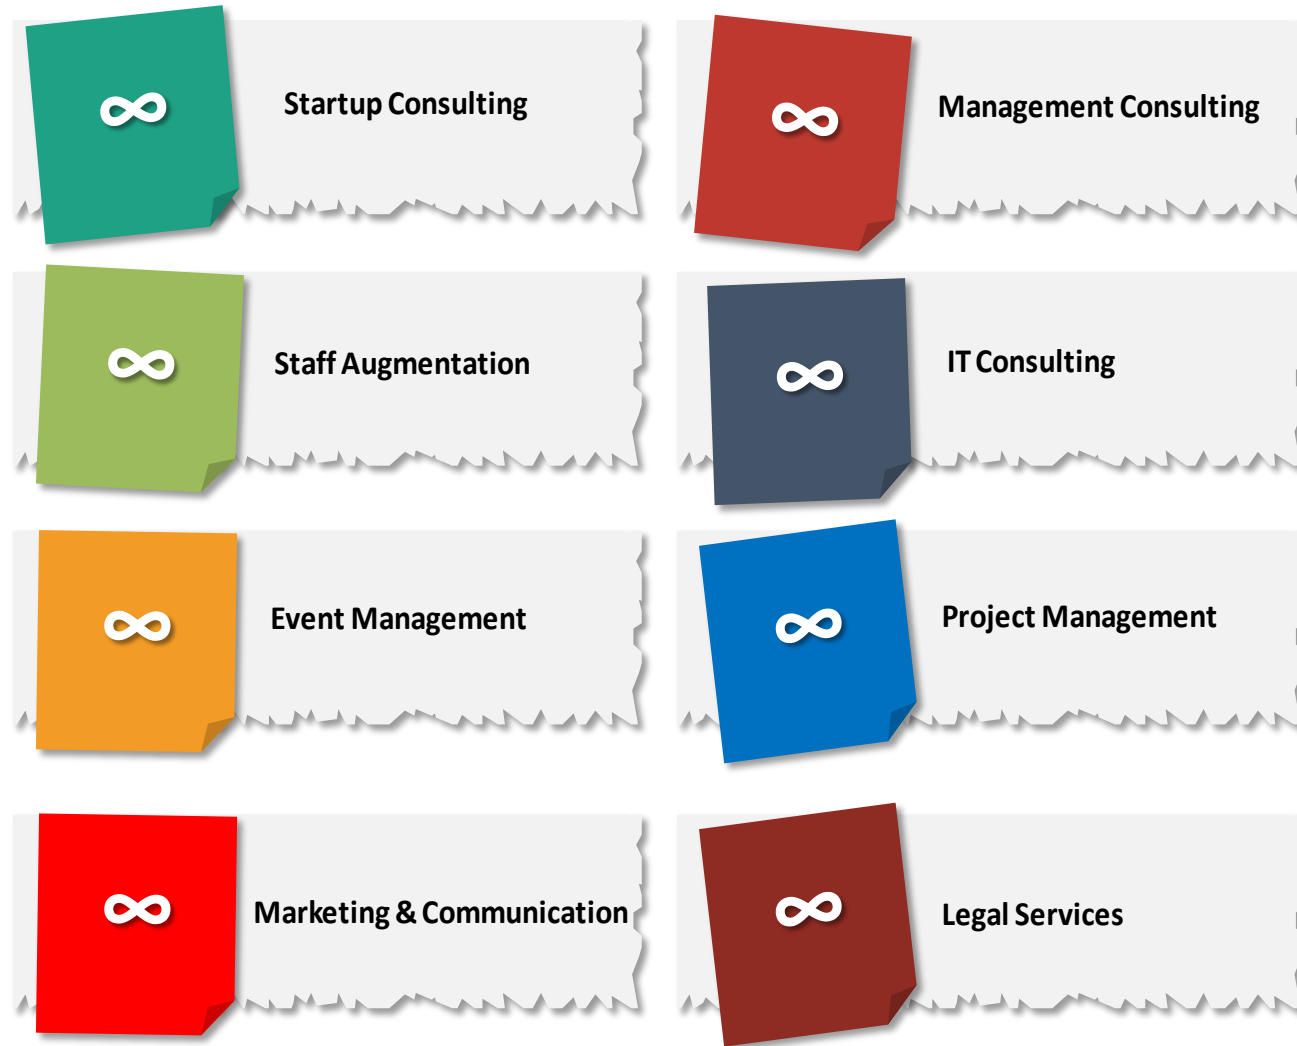 Startup Consulting
Management Consulting
Staff Augmentation
IT Consulting
Event Management
Project Management
Marketing & Communication
Legal Services